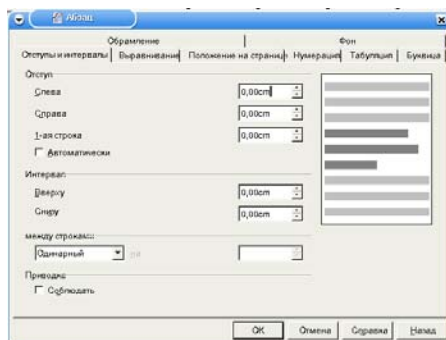 Абзац
Обрамление Фон
Отступы и интервалы Выравнивание Положение на страниц Нумерация Табуляция Буквица
Отступ
Слева 0,00cm
Справа 0,00cm
1-ая строка 0,00cm
Автоматически
Интервал
Вверху 0,00cm
Снизу 0,00cm
между строками
Одинарный на
Приводка
Соблюдать
OK Отмена Справка Назад